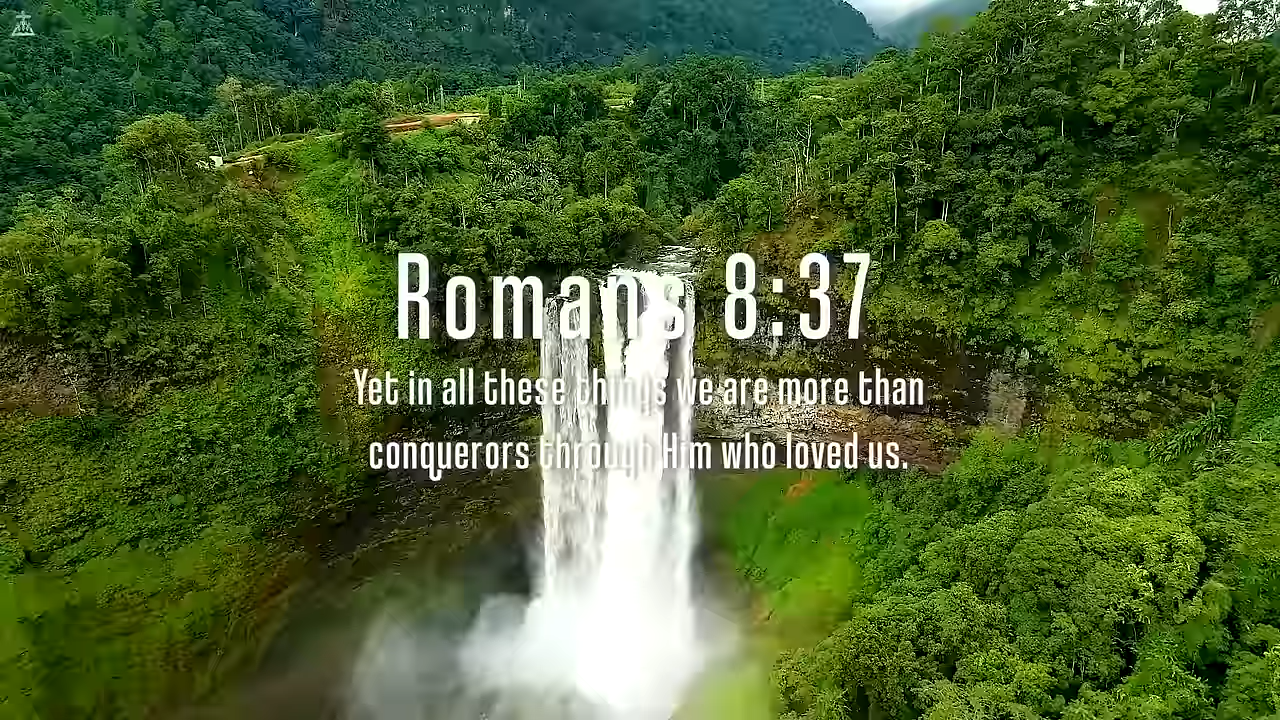 Romans 8:37
Yet in all these things we are more than
conquerors through Him who loved us.